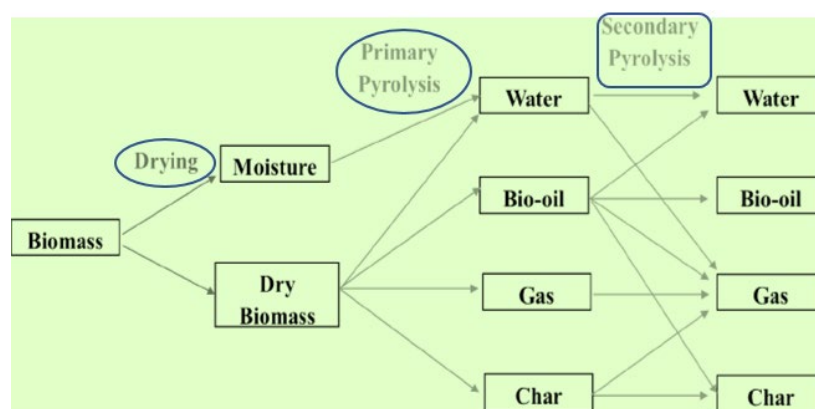 Secondary
Pyrolysis
Primary
Pyrolysis
Water
Water
Drying
Moisture
Bio-oil
Bio-oil
Biomass
Dry
Biomass
Gas
Gas
Char
Char